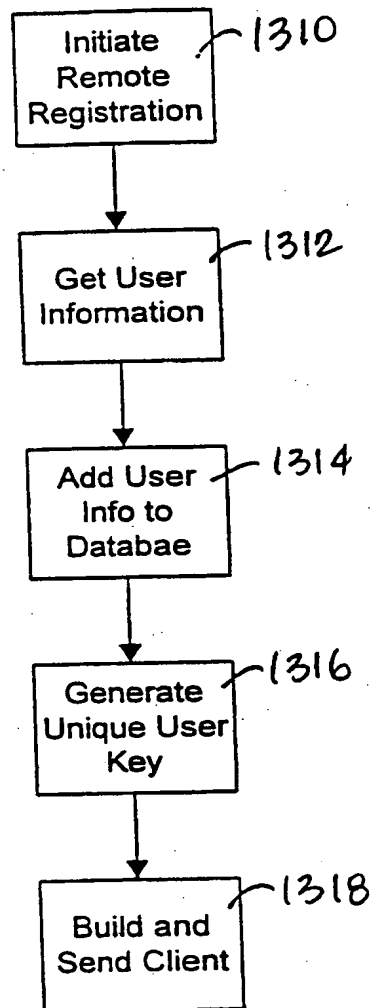 Initiate
Remote
Registration
1310
Get User
Information
1312
Add User
Info to
Databae
1314
Generate
Unique User
Key
1316
Build and
Send Client
1318